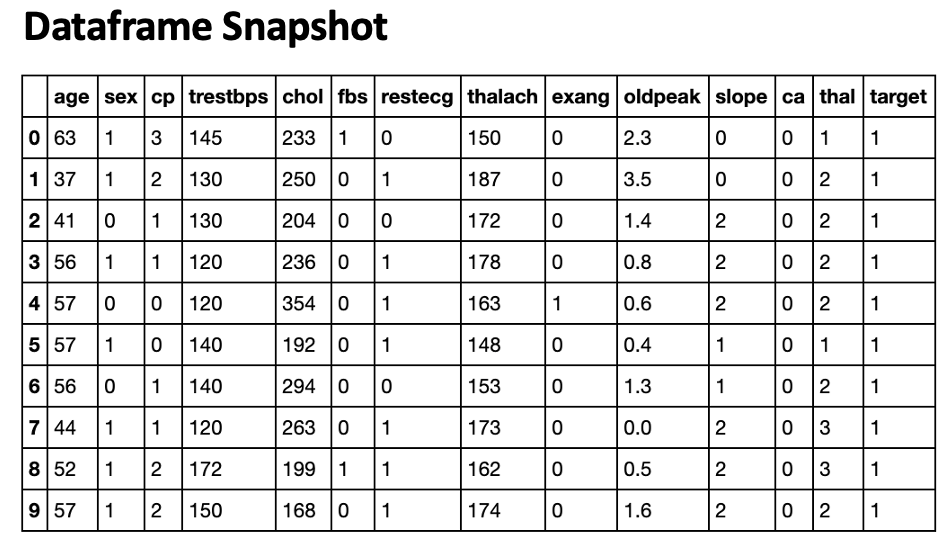 Dataframe Snapshot
age sex cp trestbps chol fbs restecg thalach exang oldpeak slope ca thal target
0 63 1 3 145 233 1 0 150 0 2.3 0 0 1 1
1 37 1 2 130 250 0 1 187 0 3.5 0 0 2 1
2 41 0 1 130 204 0 0 172 0 1.4 2 0 2 1
3 56 1 1 120 236 0 1 178 0 0.8 2 0 2 1
4 57 0 0 120 354 0 1 163 1 0.6 2 0 2 1
5 57 1 0 140 192 0 1 148 0 0.4 1 0 1 1
6 56 0 1 140 294 0 0 153 0 1.3 1 0 2 1
7 44 1 1 120 263 0 1 173 0 0.0 2 0 3 1
8 52 1 2 172 199 1 1 162 0 0.5 2 0 3 1
9 57 1 2 150 168 0 1 174 0 1.6 2 0 2 1